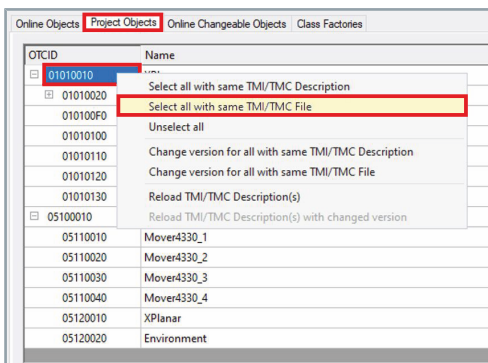 Online Objects Project Objects Online Changeable Objects Class Factories
OTCID Name
01010010
Select all with same TMI/TMC Description
01010020
Select all with same TMI/TMC File
010100F0
Unselect all
01010100
01010110 Change version for all with same TMI/TMC Description
01010120 Change version for all with same TMI/TMC File
01010130 Reload TMI/TMC Description(s)
05100010 Reload TMI/TMC Description(s) with changed version
05110010 Mover4330_1
05110020 Mover4330_2
05110030 Mover4330_3
05110040 Mover4330_4
05120010 XPlanar
05120020 Environment